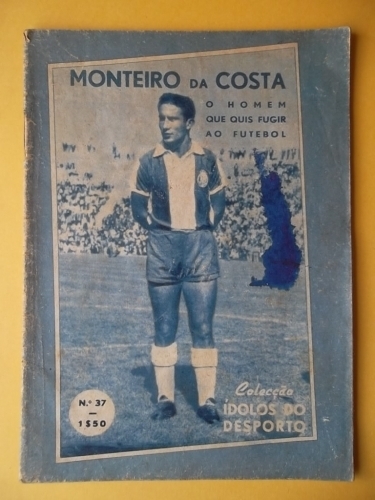 MONTEIRO DA COSTA
O HOMEM
QUE QUIS FUGIR
AO FUTEBOL
N.º 37
1$50
Colecção
ÍDOLOS DO
DESPORTO